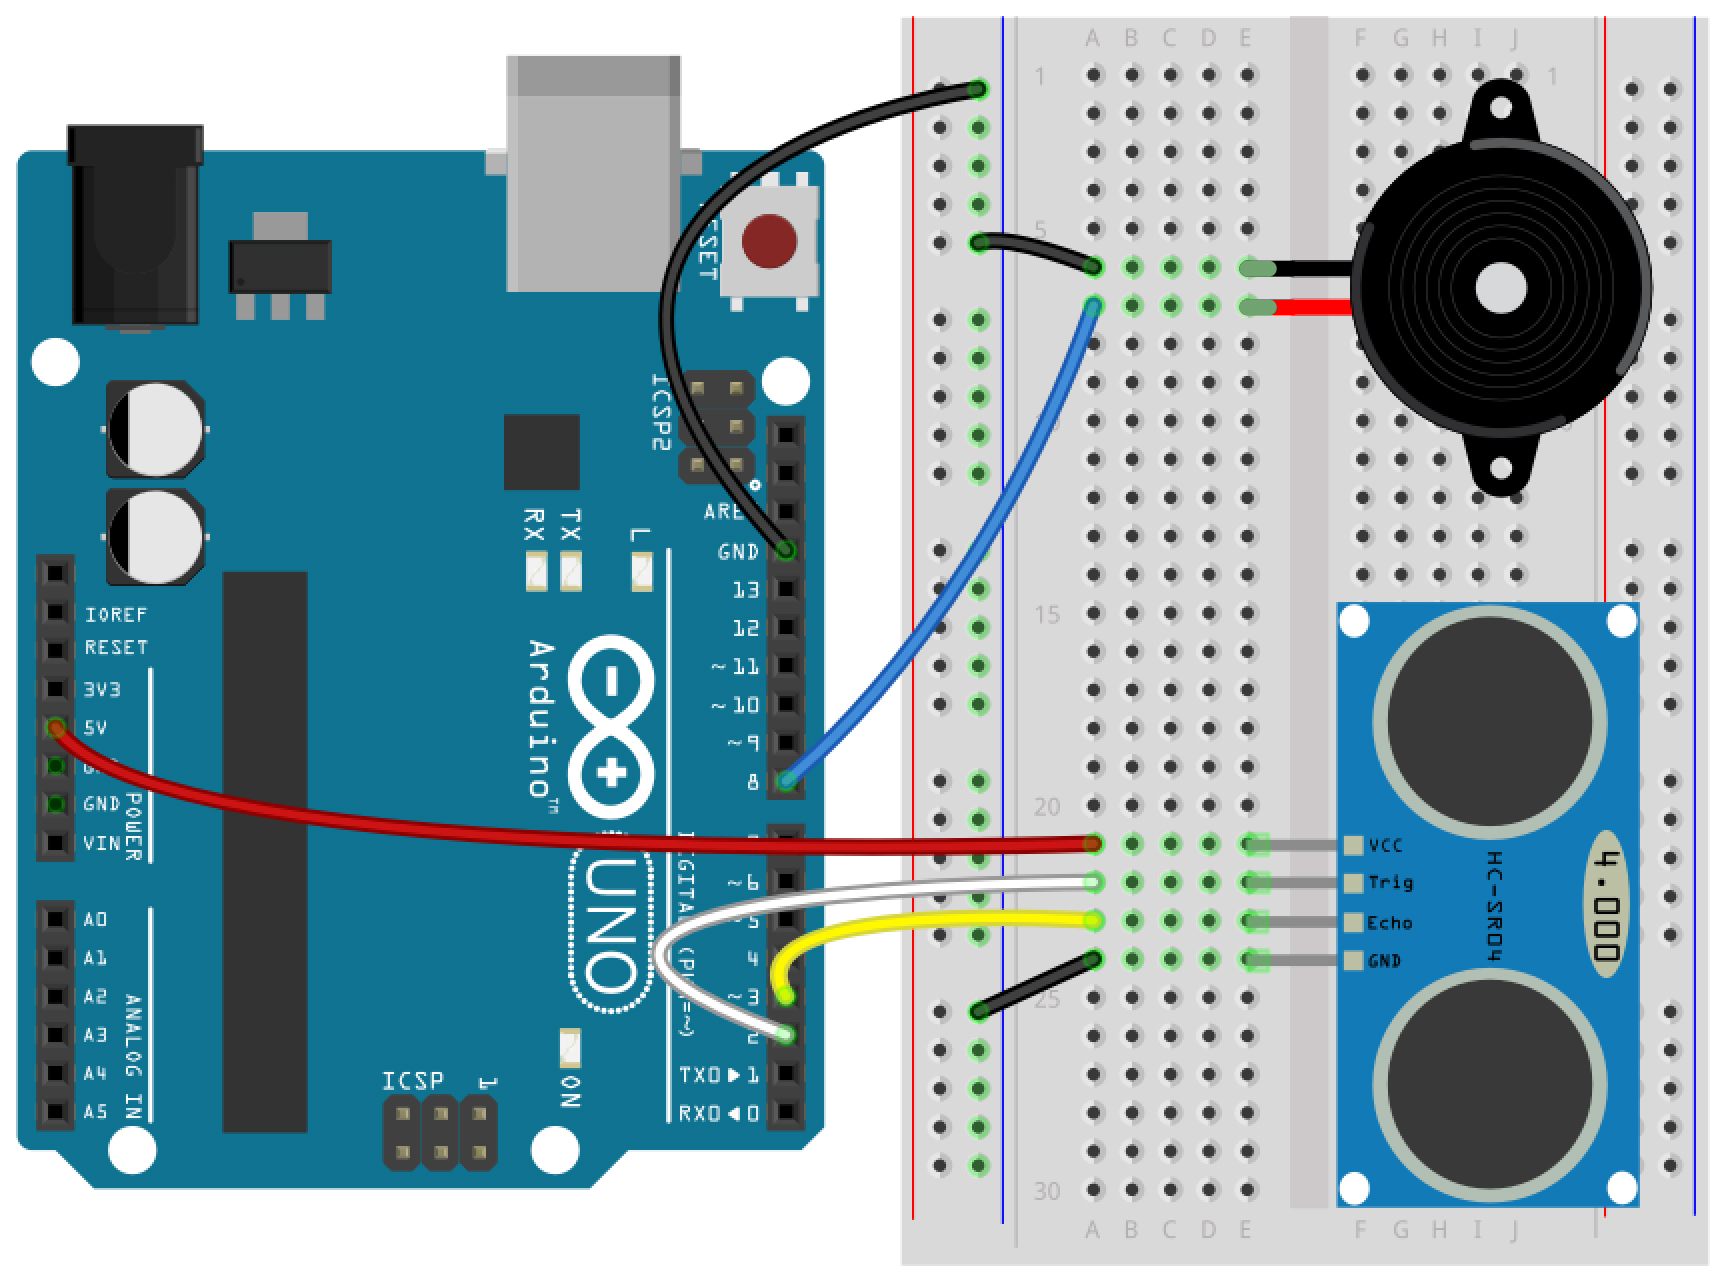 A B C D E F G H I J
1 1
5
15
20
25
30
A B C D E F G H I J
RESET
ICSP2
AREF
GND
13
12
~11
~10
~9
8
~6
5
4
~3
2
TX0▶1
RX0◀0
DIGITAL (PWM=~)
RX
TX
L
Arduino™
UNO
IOREF
RESET
3V3
5V
GND
GND
VIN
POWER
A0
A1
A2
A3
A4
A5
ANALOG IN
ICSP
1
ON
VCC
Trig
Echo
GND
HC-SR04
4.000